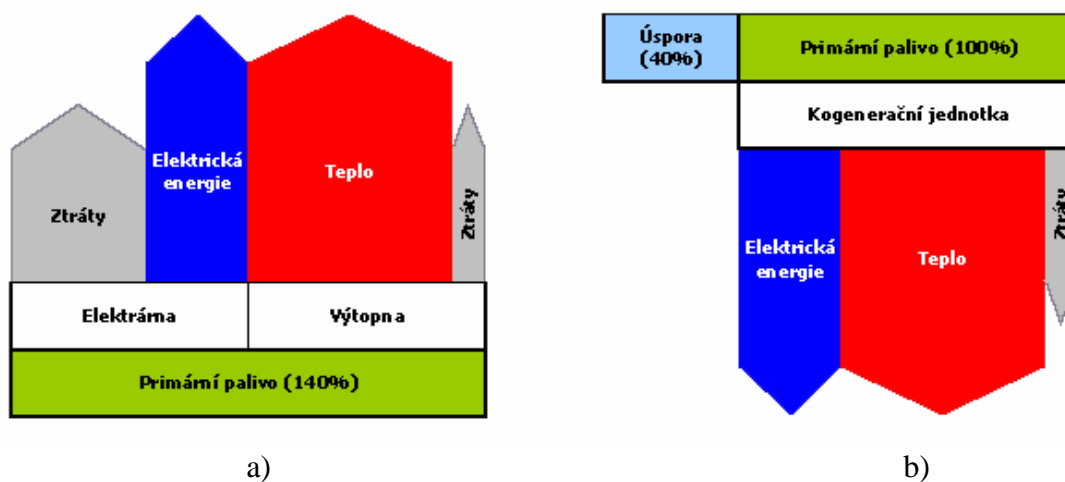 Ztráty
Elektrická
energie
Teplo
Ztráty
Elektrárna
Výtopna
Primární palivo (140%)
a)
Úspora
(40%)
Primární palivo (100%)
Kogenerační jednotka
Elektrická
energie
Teplo
Ztráty
b)